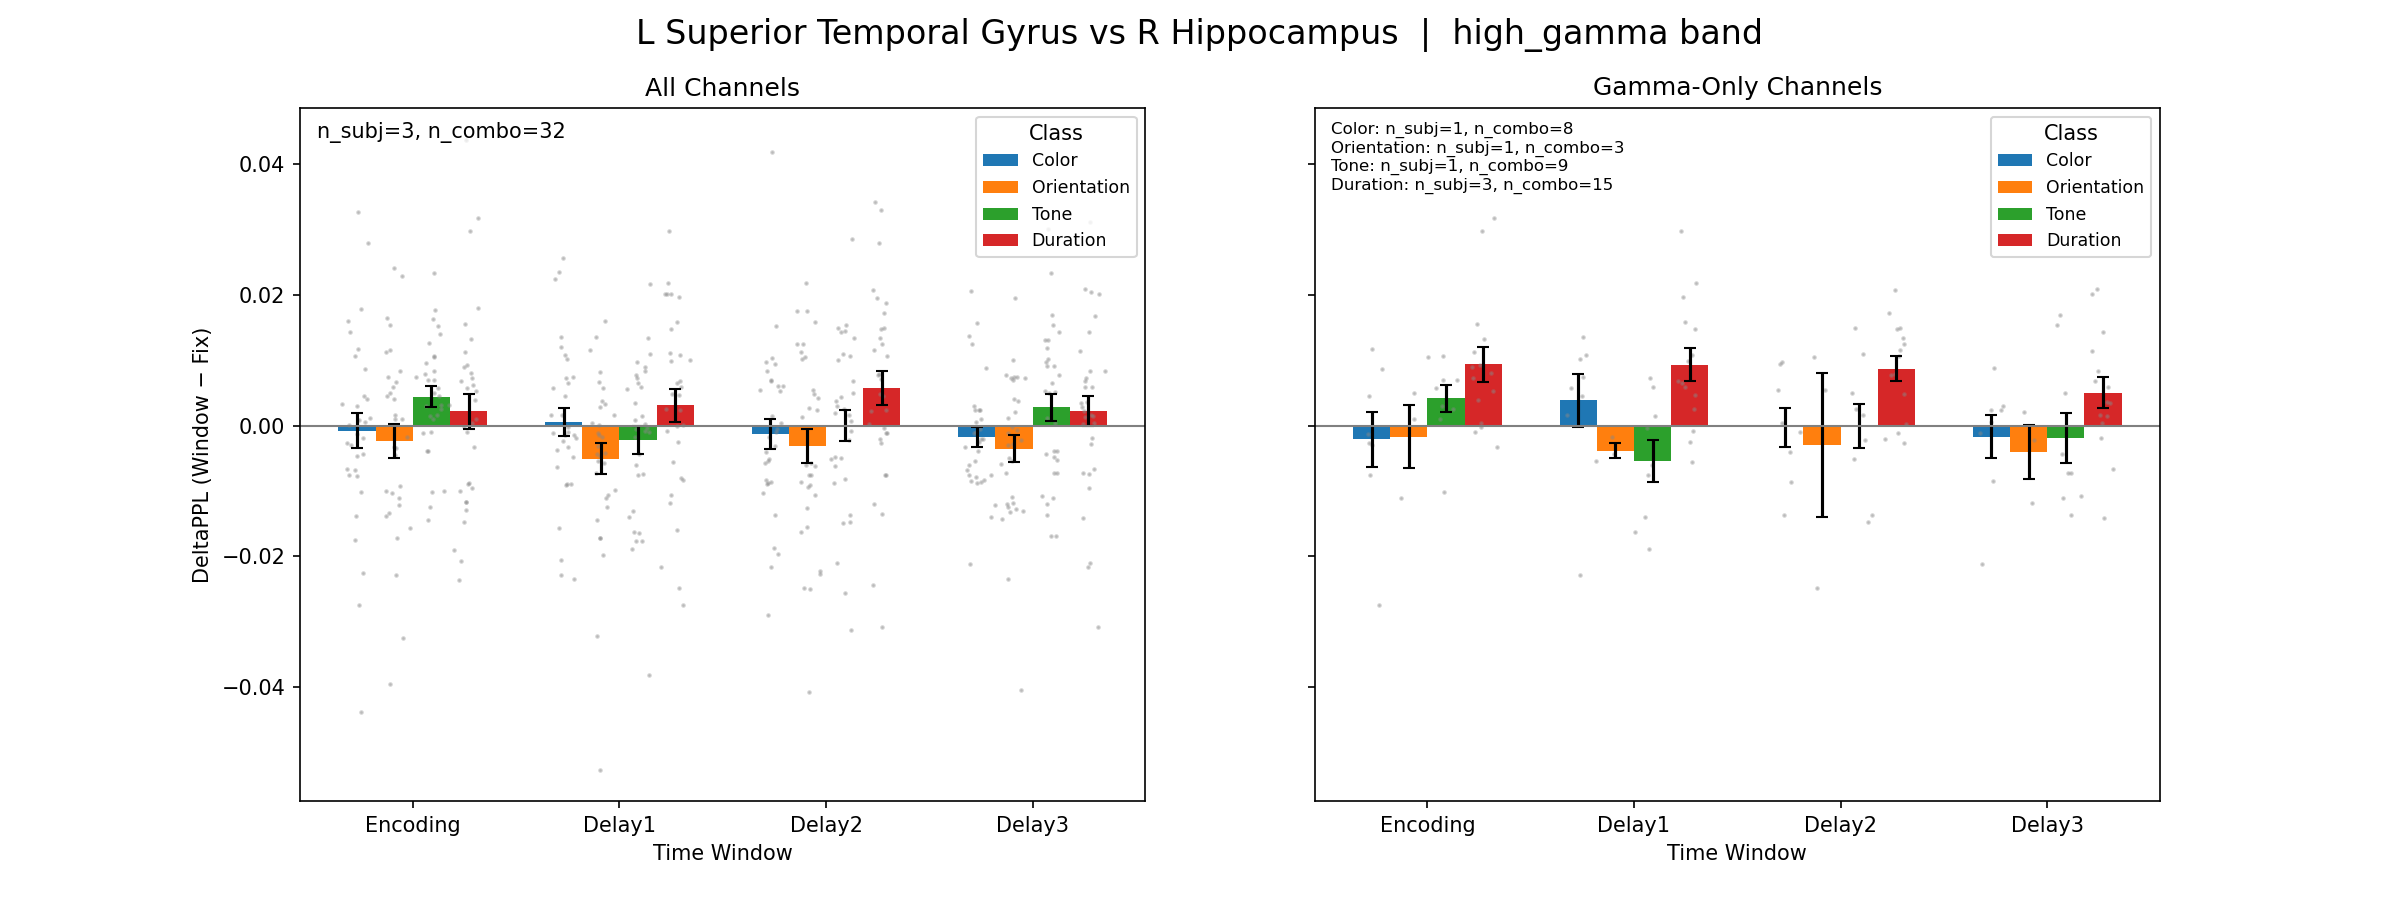 L Superior Temporal Gyrus vs R Hippocampus | high_gamma band
All Channels
n_subj=3, n_combo=32
Class
Color
Orientation
Tone
Duration
0.04
0.02
0.00
−0.02
−0.04
DeltaPPL (Window − Fix)
Encoding
Delay1
Delay2
Delay3
Time Window
Gamma-Only Channels
Color: n_subj=1, n_combo=8
Orientation: n_subj=1, n_combo=3
Tone: n_subj=1, n_combo=9
Duration: n_subj=3, n_combo=15
Class
Color
Orientation
Tone
Duration
Encoding
Delay1
Delay2
Delay3
Time Window